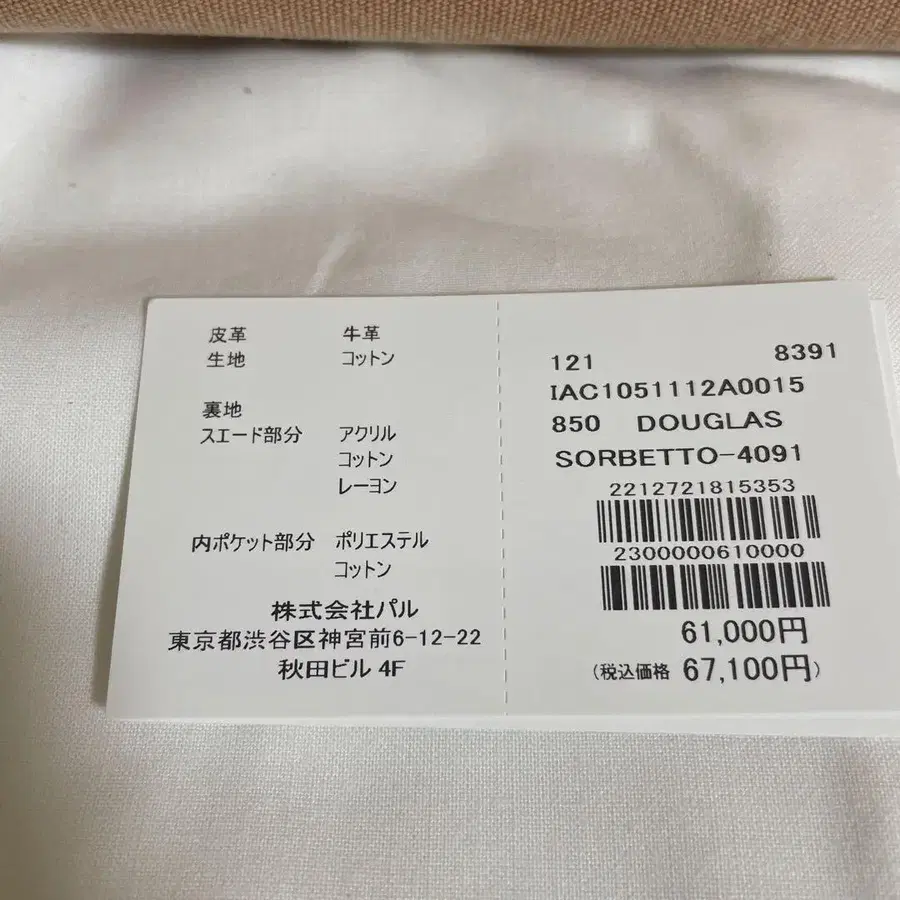 皮革 牛革
生地 コットン
裏地
スエード部分 アクリル
コットン
レーヨン
内ポケット部分 ポリエステル
コットン
株式会社パル
東京都渋谷区神宮前6-12-22
秋田ビル 4F
121 8391
IAC1051112A0015
850 DOUGLAS
SORBETTO-4091
2212721815353
2300000610000
61,000円
(税込価格 67,100円)